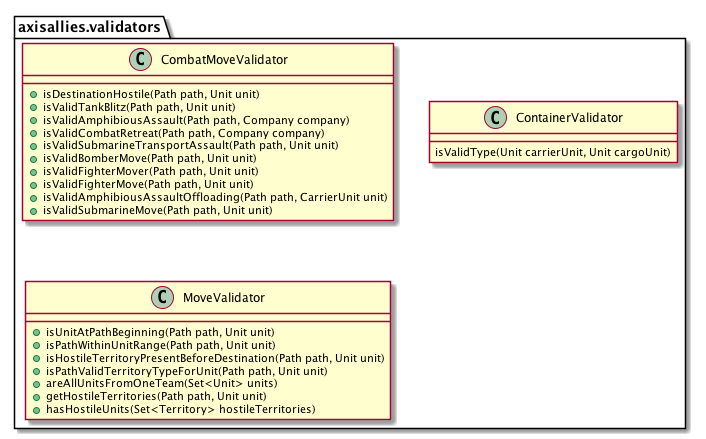 axisallies.validators
C CombatMoveValidator
isDestinationHostile(Path path, Unit unit)
isValidTankBlitz(Path path, Unit unit)
isValidAmphibiousAssault(Path path, Company company)
isValidCombatRetreat(Path path, Company company)
isValidSubmarineTransportAssault(Path path, Unit unit)
isValidBomberMove(Path path, Unit unit)
isValidFighterMover(Path path, Unit unit)
isValidFighterMove(Path path, Unit unit)
isValidAmphibiousAssaultOffloading(Path path, CarrierUnit unit)
isValidSubmarineMove(Path path, Unit unit)
C ContainerValidator
isValidType(Unit carrierUnit, Unit cargoUnit)
C MoveValidator
isUnitAtPathBeginning(Path path, Unit unit)
isPathWithinUnitRange(Path path, Unit unit)
isHostileTerritoryPresentBeforeDestination(Path path, Unit unit)
isPathValidTerritoryTypeForUnit(Path path, Unit unit)
areAllUnitsFromOneTeam(Set<Unit> units)
getHostileTerritories(Path path, Unit unit)
hasHostileUnits(Set<Territory> hostileTerritories)